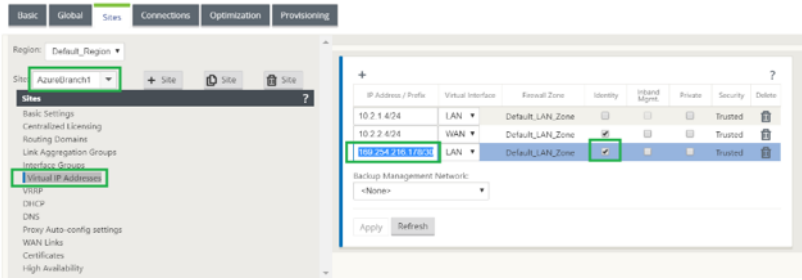 Basic Global Sites Connections Optimization Provisioning
Region: Default_Region
Site: AzureBranch1 + Site Site Site
Sites ?
Basic Settings
Centralized Licensing
Routing Domains
Link Aggregation Groups
Interface Groups
Virtual IP Addresses
VRRP
DHCP
DNS
Proxy Auto-config settings
WAN Links
Certificates
High Availability
+ ?
IP Address / Prefix Virtual Interface Firewall Zone Identity Inband Mgmt. Private Security Delete
10.2.1.4/24 LAN Default_LAN_Zone Trusted
10.2.2.4/24 WAN Default_LAN_Zone Trusted
169.254.216.178/30 LAN Default_LAN_Zone Trusted
Backup Management Network:
<None>
Apply Refresh